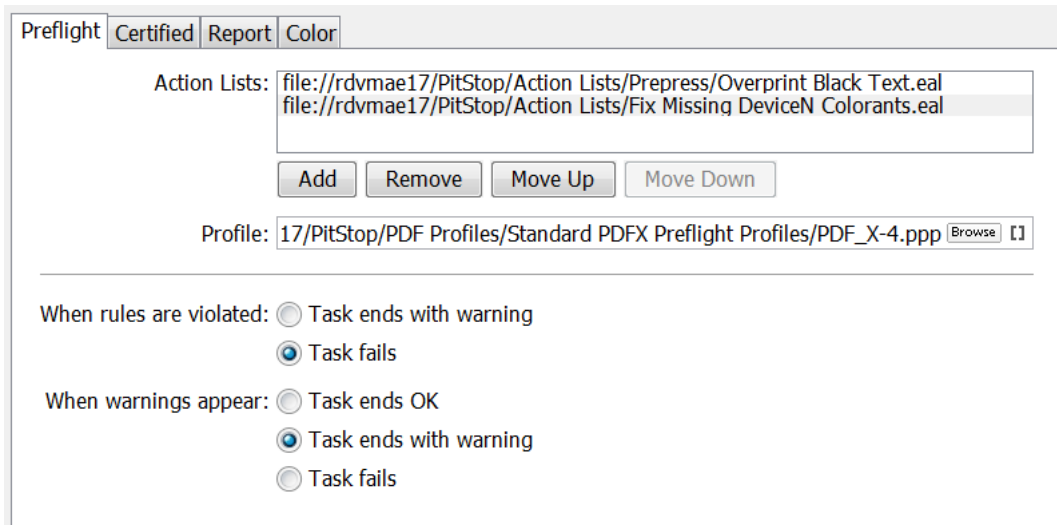 Preflight Certified Report Color
Action Lists: file://rdvmae17/PitStop/Action Lists/Prepress/Overprint Black Text.eal
file://rdvmae17/PitStop/Action Lists/Fix Missing DeviceN Colorants.eal
Add Remove Move Up Move Down
Profile: 17/PitStop/PDF Profiles/Standard PDFX Preflight Profiles/PDF_X-4.ppp Browse []
When rules are violated: Task ends with warning
Task fails
When warnings appear: Task ends OK
Task ends with warning
Task fails